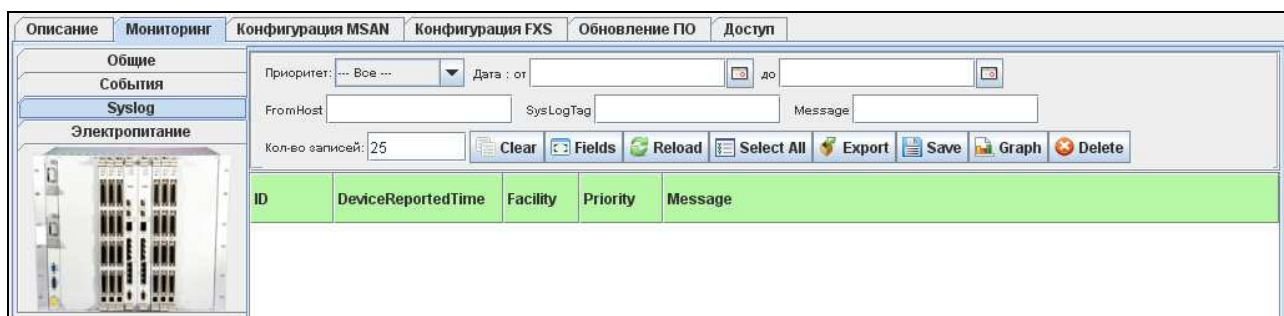 Описание Мониторинг Конфигурация MSAN Конфигурация FXS Обновление ПО Доступ
Общие
События
Syslog
Электропитание
Приоритет: --- Все --- Дата : от до
FromHost SysLogTag Message
Кол-во записей: 25 Clear Fields Reload Select All Export Save Graph Delete
ID DeviceReportedTime Facility Priority Message